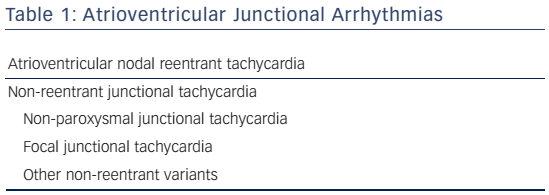 Table 1: Atrioventricular Junctional Arrhythmias
Atrioventricular nodal reentrant tachycardia
Non-reentrant junctional tachycardia
Non-paroxysmal junctional tachycardia
Focal junctional tachycardia
Other non-reentrant variants